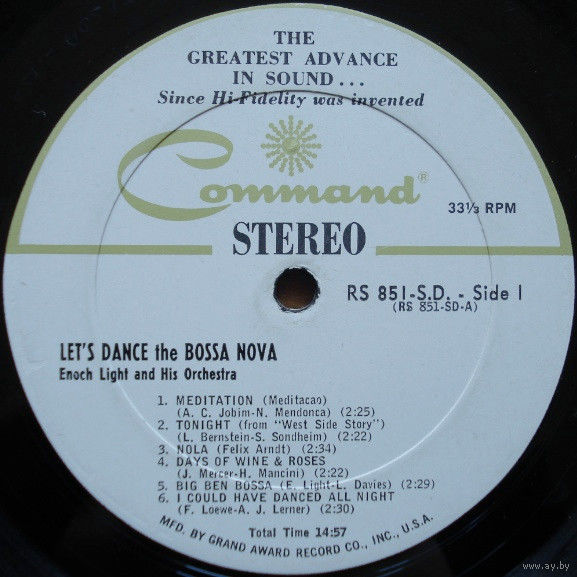 THE
GREATEST ADVANCE
IN SOUND...
Since Hi-Fidelity was invented
Command®
33⅓ RPM
STEREO
RS 851-S.D. - Side 1
(RS 851-SD-A)
LET'S DANCE the BOSSA NOVA
Enoch Light and His Orchestra
1. MEDITATION (Meditacao)
(A. C. Jobim-N. Mendonca) (2:25)
2. TONIGHT (from "West Side Story")
(L. Bernstein-S. Sondheim) (2:22)
3. NOLA (Felix Arndt) (2:34)
4. DAYS OF WINE & ROSES
(J. Mercer-H. Mancini) (2:22)
5. BIG BEN BOSSA (E. Light-L. Davies) (2:29)
6. I COULD HAVE DANCED ALL NIGHT
(F. Loewe-A. J. Lerner) (2:30)
Total Time 14:57
MFD. BY GRAND AWARD RECORD CO., INC., U.S.A.
www.ay.by